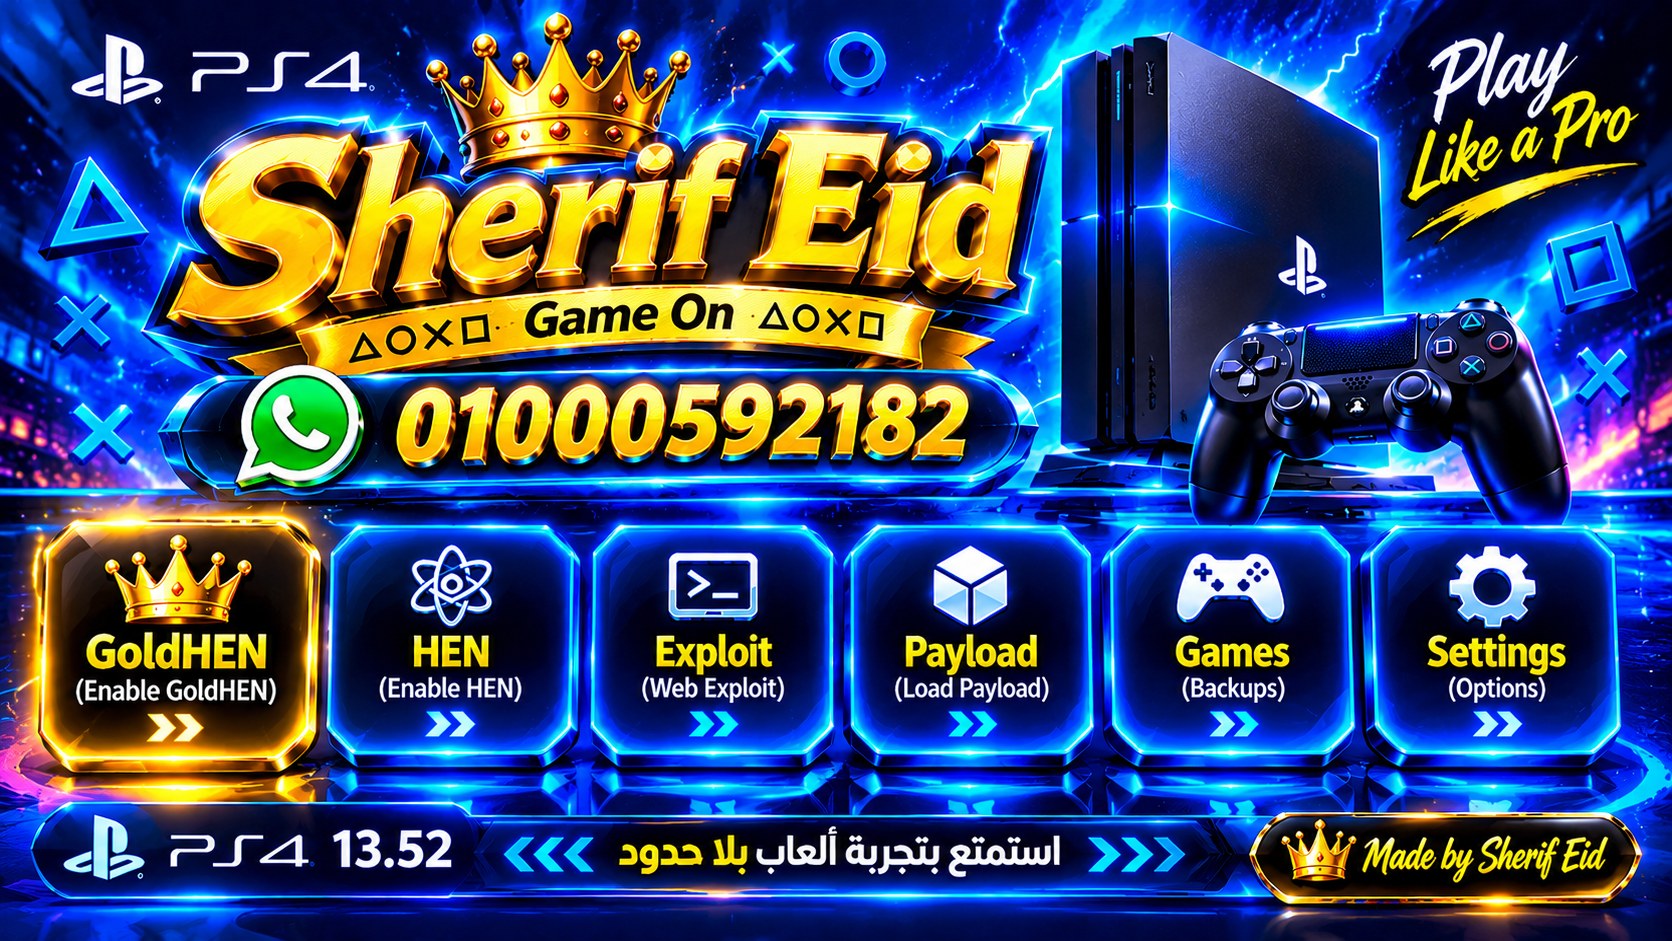 PS4
Play
Like a Pro
Sherif Eid
Game On
01000592182
GoldHEN
(Enable GoldHEN)
HEN
(Enable HEN)
Exploit
(Web Exploit)
Payload
(Load Payload)
Games
(Backups)
Settings
(Options)
PS4 13.52
استمتع بتجربة ألعاب بلا حدود
Made by Sherif Eid